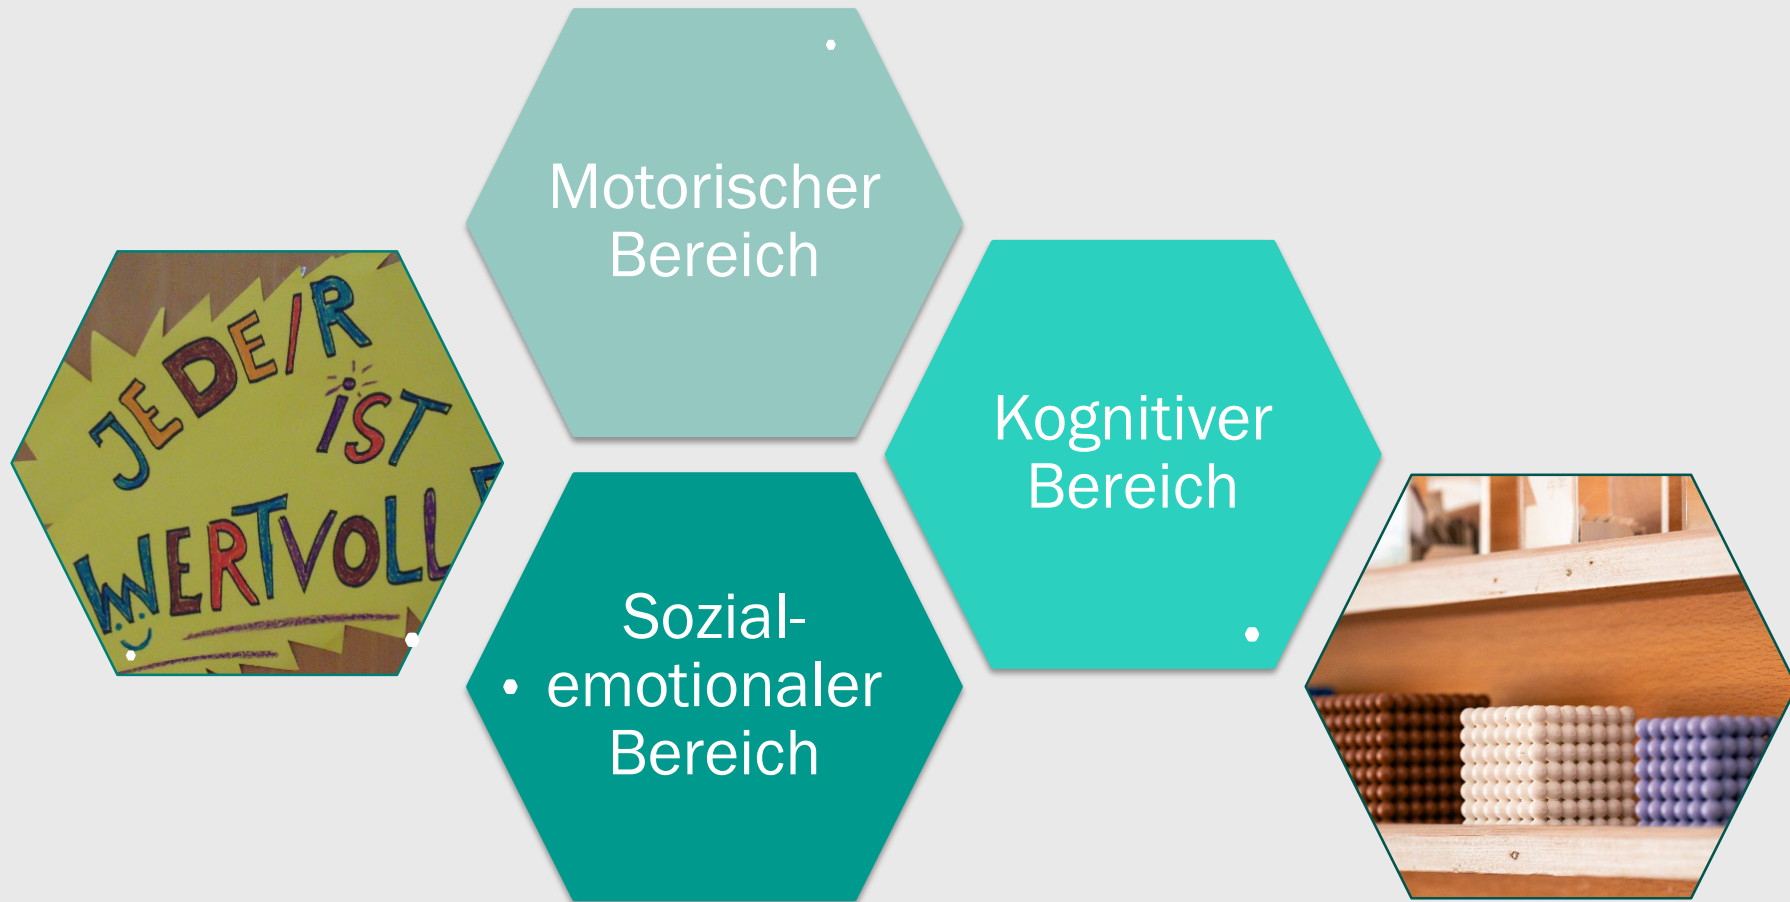 Motorischer
Bereich
JEDE/R
iST
WERTVOLL
Kognitiver
Bereich
Sozial-
emotionaler
Bereich